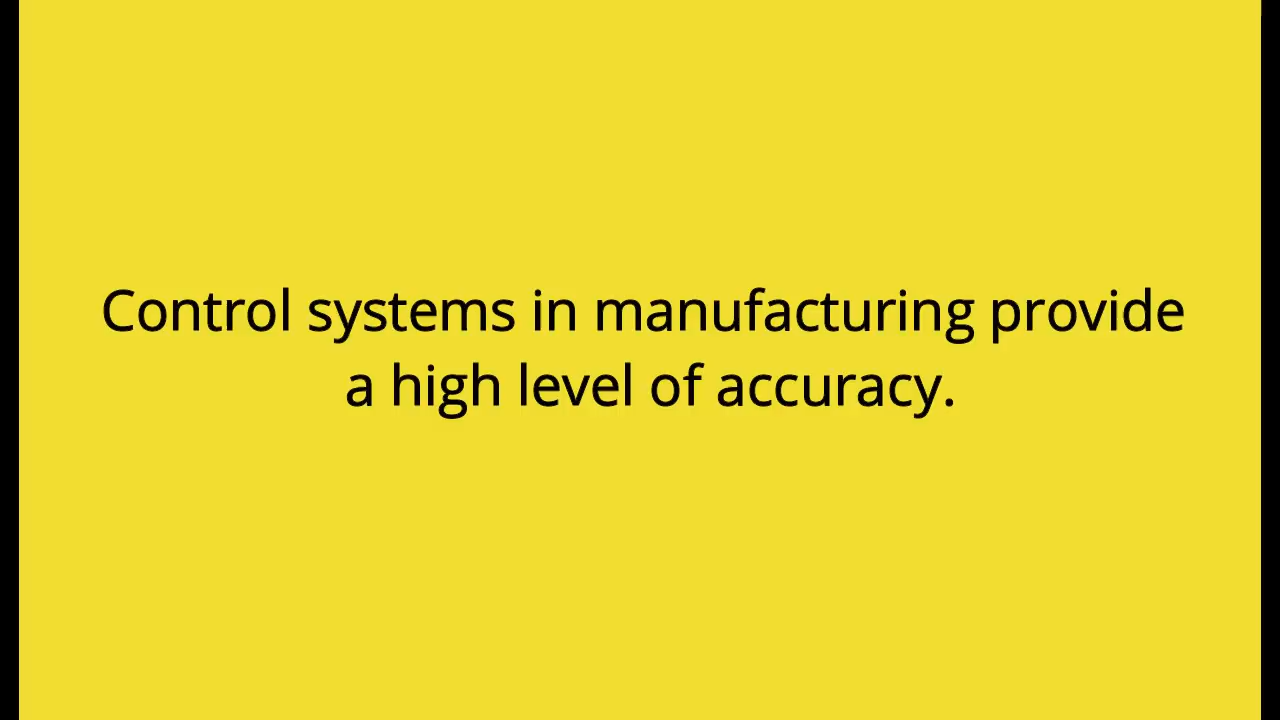 Control systems in manufacturing provide
a high level of accuracy.